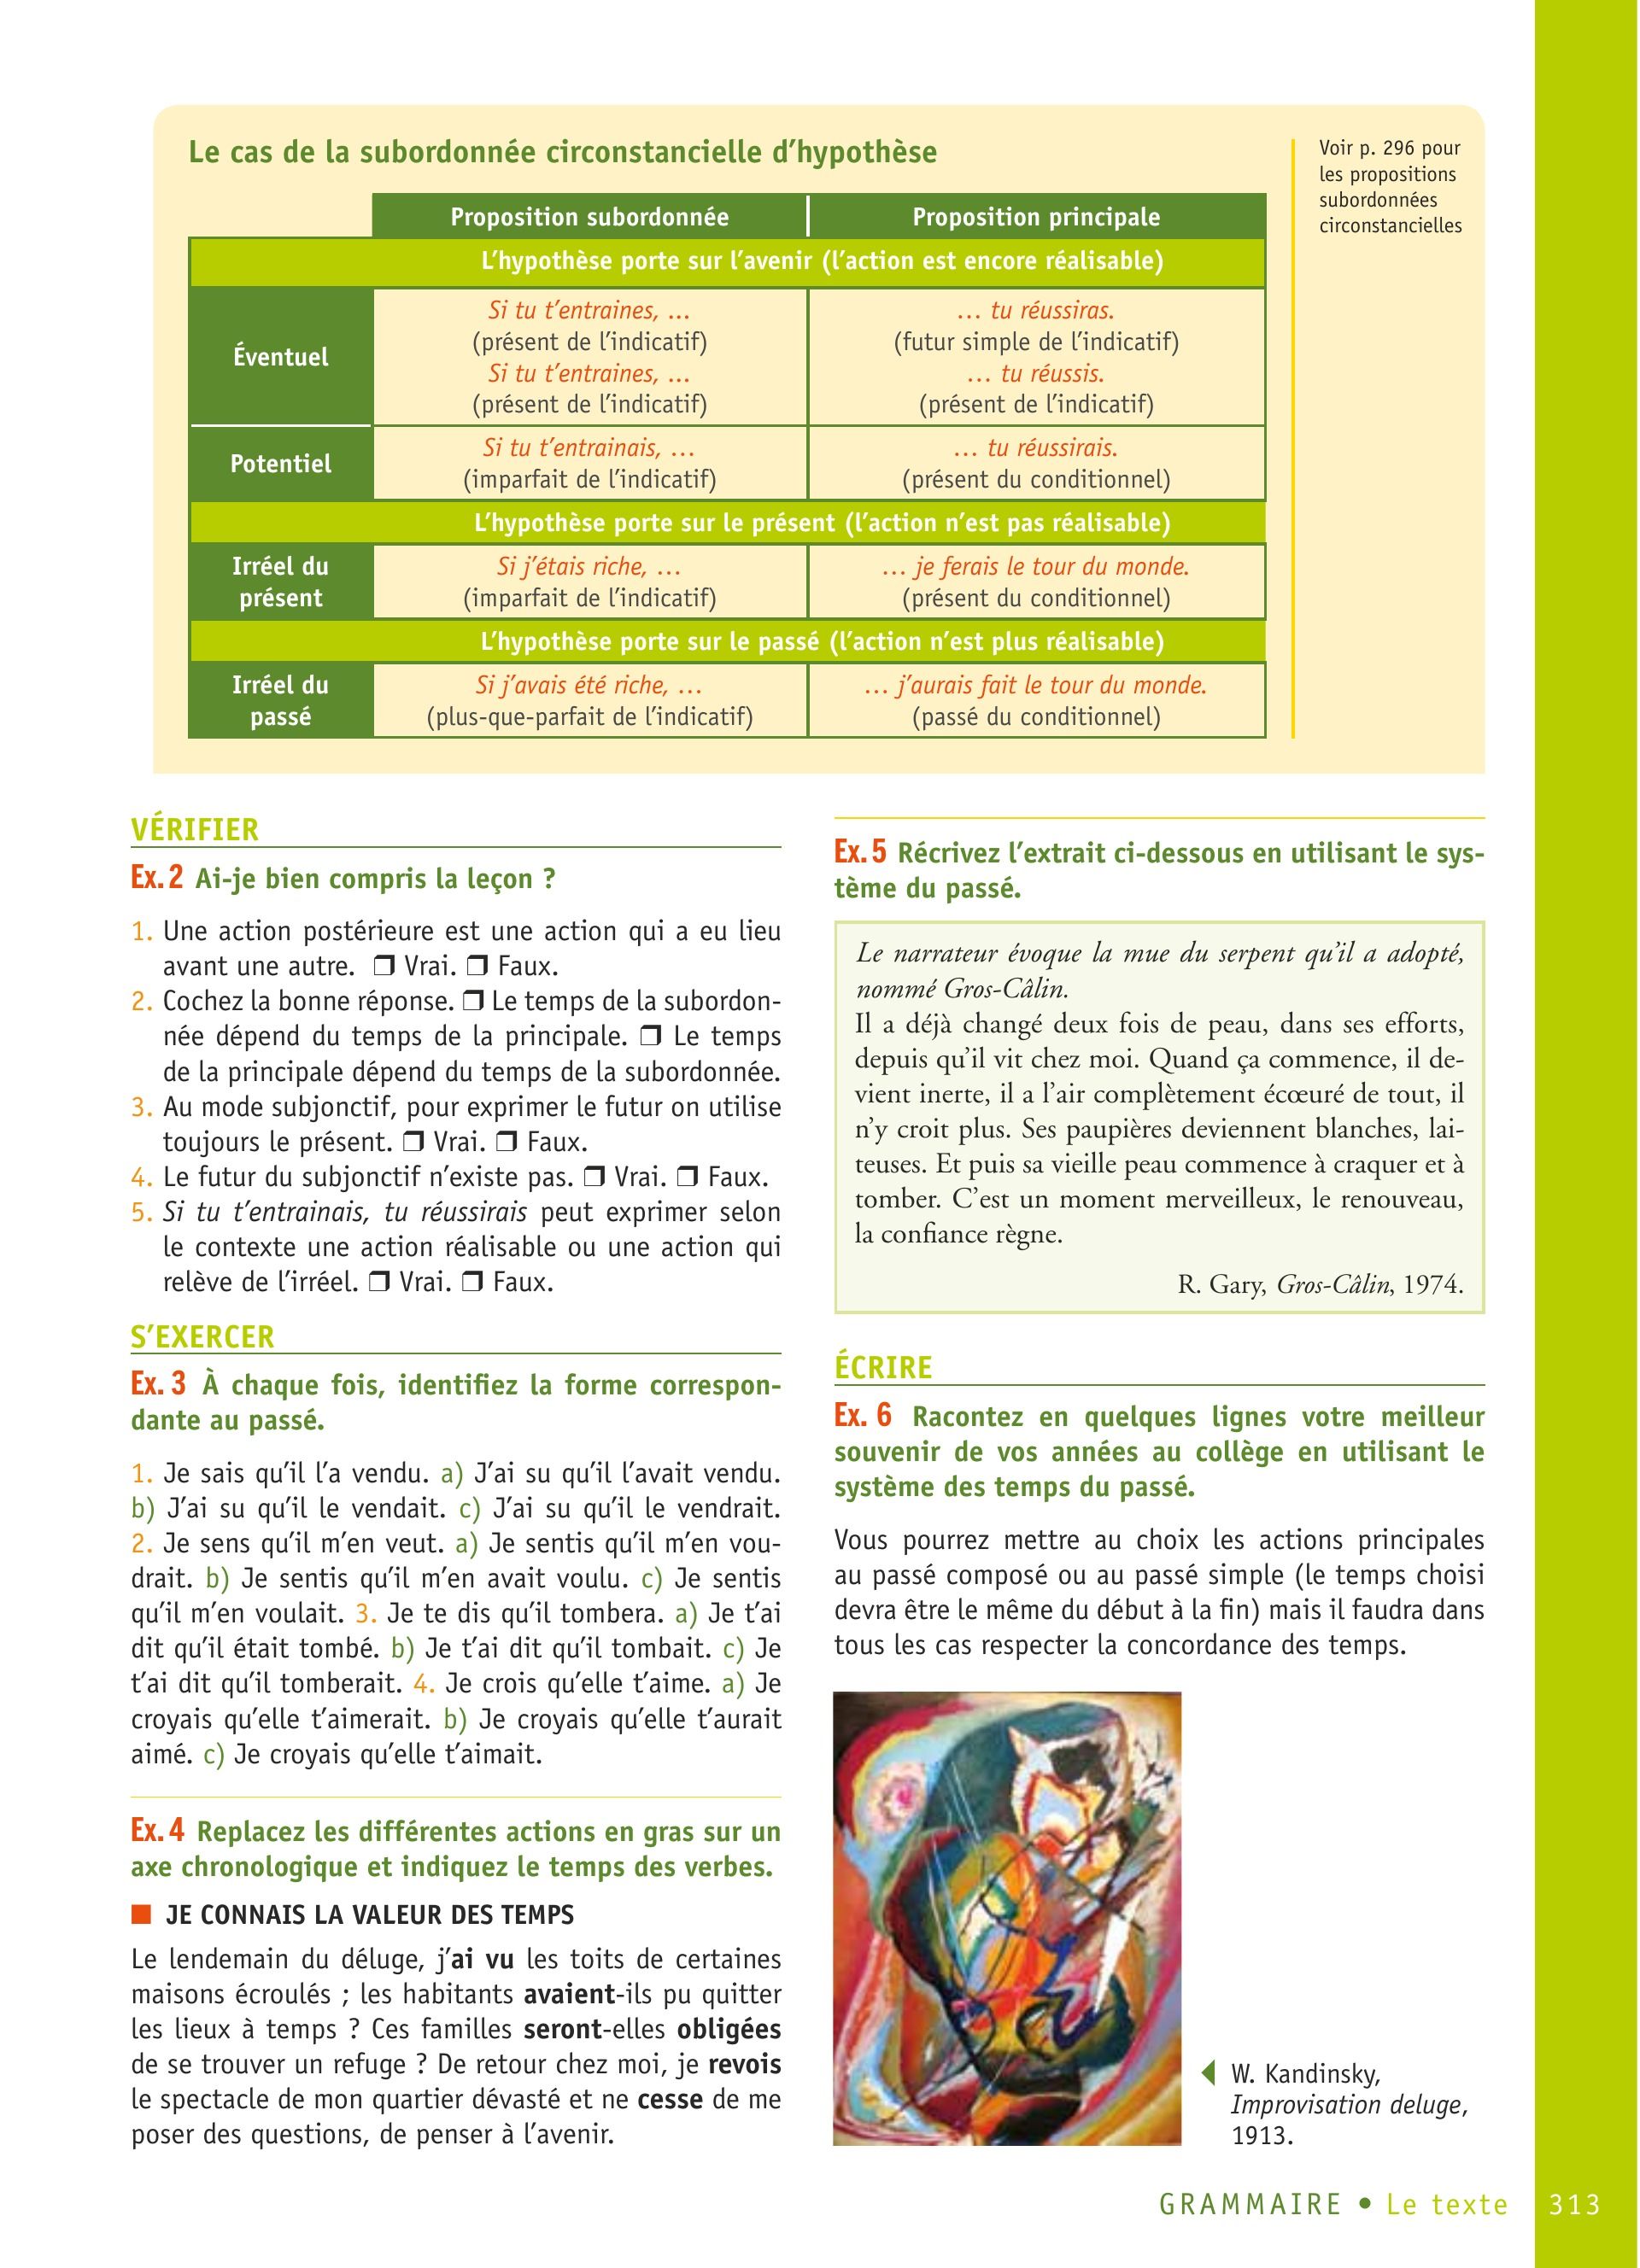 Le cas de la subordonnée circonstancielle d’hypothèse
Voir p. 296 pour
les propositions
subordonnées
circonstancielles
Proposition subordonnée
Proposition principale
L’hypothèse porte sur l’avenir (l’action est encore réalisable)
Éventuel
Si tu t’entraines, …
(présent de l’indicatif)
Si tu t’entraines, …
(présent de l’indicatif)
… tu réussiras.
(futur simple de l’indicatif)
… tu réussis.
(présent de l’indicatif)
Potentiel
Si tu t’entrainais, …
(imparfait de l’indicatif)
… tu réussirais.
(présent du conditionnel)
L’hypothèse porte sur le présent (l’action n’est pas réalisable)
Irréel du
présent
Si j’étais riche, …
(imparfait de l’indicatif)
… je ferais le tour du monde.
(présent du conditionnel)
L’hypothèse porte sur le passé (l’action n’est plus réalisable)
Irréel du
passé
Si j’avais été riche, …
(plus-que-parfait de l’indicatif)
… j’aurais fait le tour du monde.
(passé du conditionnel)
VÉRIFIER
Ex. 2 Ai-je bien compris la leçon ?
1. Une action postérieure est une action qui a eu lieu
avant une autre. ❒ Vrai. ❒ Faux.
2. Cochez la bonne réponse. ❒ Le temps de la subordon-
née dépend du temps de la principale. ❒ Le temps
de la principale dépend du temps de la subordonnée.
3. Au mode subjonctif, pour exprimer le futur on utilise
toujours le présent. ❒ Vrai. ❒ Faux.
4. Le futur du subjonctif n’existe pas. ❒ Vrai. ❒ Faux.
5. Si tu t’entrainais, tu réussirais peut exprimer selon
le contexte une action réalisable ou une action qui
relève de l’irréel. ❒ Vrai. ❒ Faux.
S’EXERCER
Ex. 3 À chaque fois, identifiez la forme correspon-
dante au passé.
1. Je sais qu’il l’a vendu. a) J’ai su qu’il l’avait vendu.
b) J’ai su qu’il le vendait. c) J’ai su qu’il le vendrait.
2. Je sens qu’il m’en veut. a) Je sentis qu’il m’en vou-
drait. b) Je sentis qu’il m’en avait voulu. c) Je sentis
qu’il m’en voulait. 3. Je te dis qu’il tombera. a) Je t’ai
dit qu’il était tombé. b) Je t’ai dit qu’il tombait. c) Je
t’ai dit qu’il tomberait. 4. Je crois qu’elle t’aime. a) Je
croyais qu’elle t’aimerait. b) Je croyais qu’elle t’aurait
aimé. c) Je croyais qu’elle t’aimait.
Ex. 4 Replacez les différentes actions en gras sur un
axe chronologique et indiquez le temps des verbes.
■ JE CONNAIS LA VALEUR DES TEMPS
Le lendemain du déluge, j’ai vu les toits de certaines
maisons écroulés ; les habitants avaient-ils pu quitter
les lieux à temps ? Ces familles seront-elles obligées
de se trouver un refuge ? De retour chez moi, je revois
le spectacle de mon quartier dévasté et ne cesse de me
poser des questions, de penser à l’avenir.
Ex. 5 Récrivez l’extrait ci-dessous en utilisant le sys-
tème du passé.
Le narrateur évoque la mue du serpent qu’il a adopté,
nommé Gros-Câlin.
Il a déjà changé deux fois de peau, dans ses efforts,
depuis qu’il vit chez moi. Quand ça commence, il de-
vient inerte, il a l’air complètement écœuré de tout, il
n’y croit plus. Ses paupières deviennent blanches, lai-
teuses. Et puis sa vieille peau commence à craquer et à
tomber. C’est un moment merveilleux, le renouveau,
la confiance règne.
R. Gary, Gros-Câlin, 1974.
ÉCRIRE
Ex. 6 Racontez en quelques lignes votre meilleur
souvenir de vos années au collège en utilisant le
système des temps du passé.
Vous pourrez mettre au choix les actions principales
au passé composé ou au passé simple (le temps choisi
devra être le même du début à la fin) mais il faudra dans
tous les cas respecter la concordance des temps.
W. Kandinsky,
Improvisation deluge,
1913.
GRAMMAIRE • Le texte 313